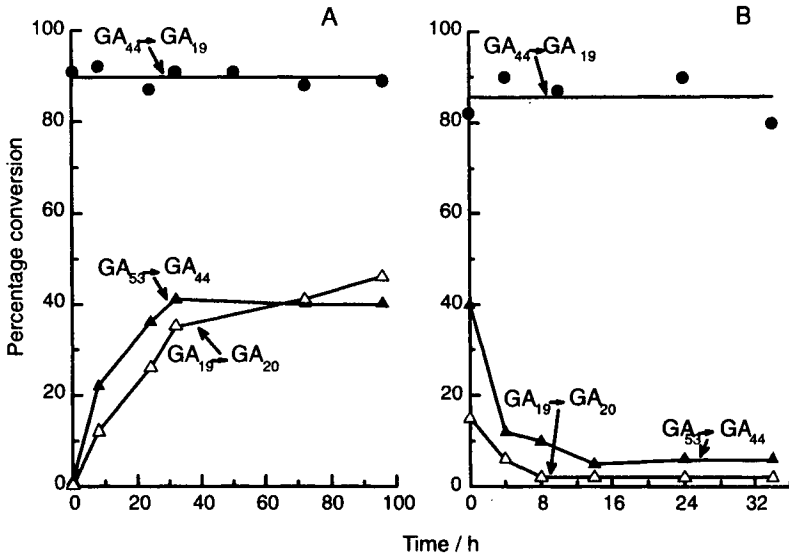 A
B
Percentage conversion
100
80
60
40
20
0
GA44 GA19
GA53 GA44
GA19 GA20
0 20 40 60 80 100
100
80
60
40
20
0
GA44 GA19
GA19 GA20
GA53 GA44
0 8 16 24 32
Time / h